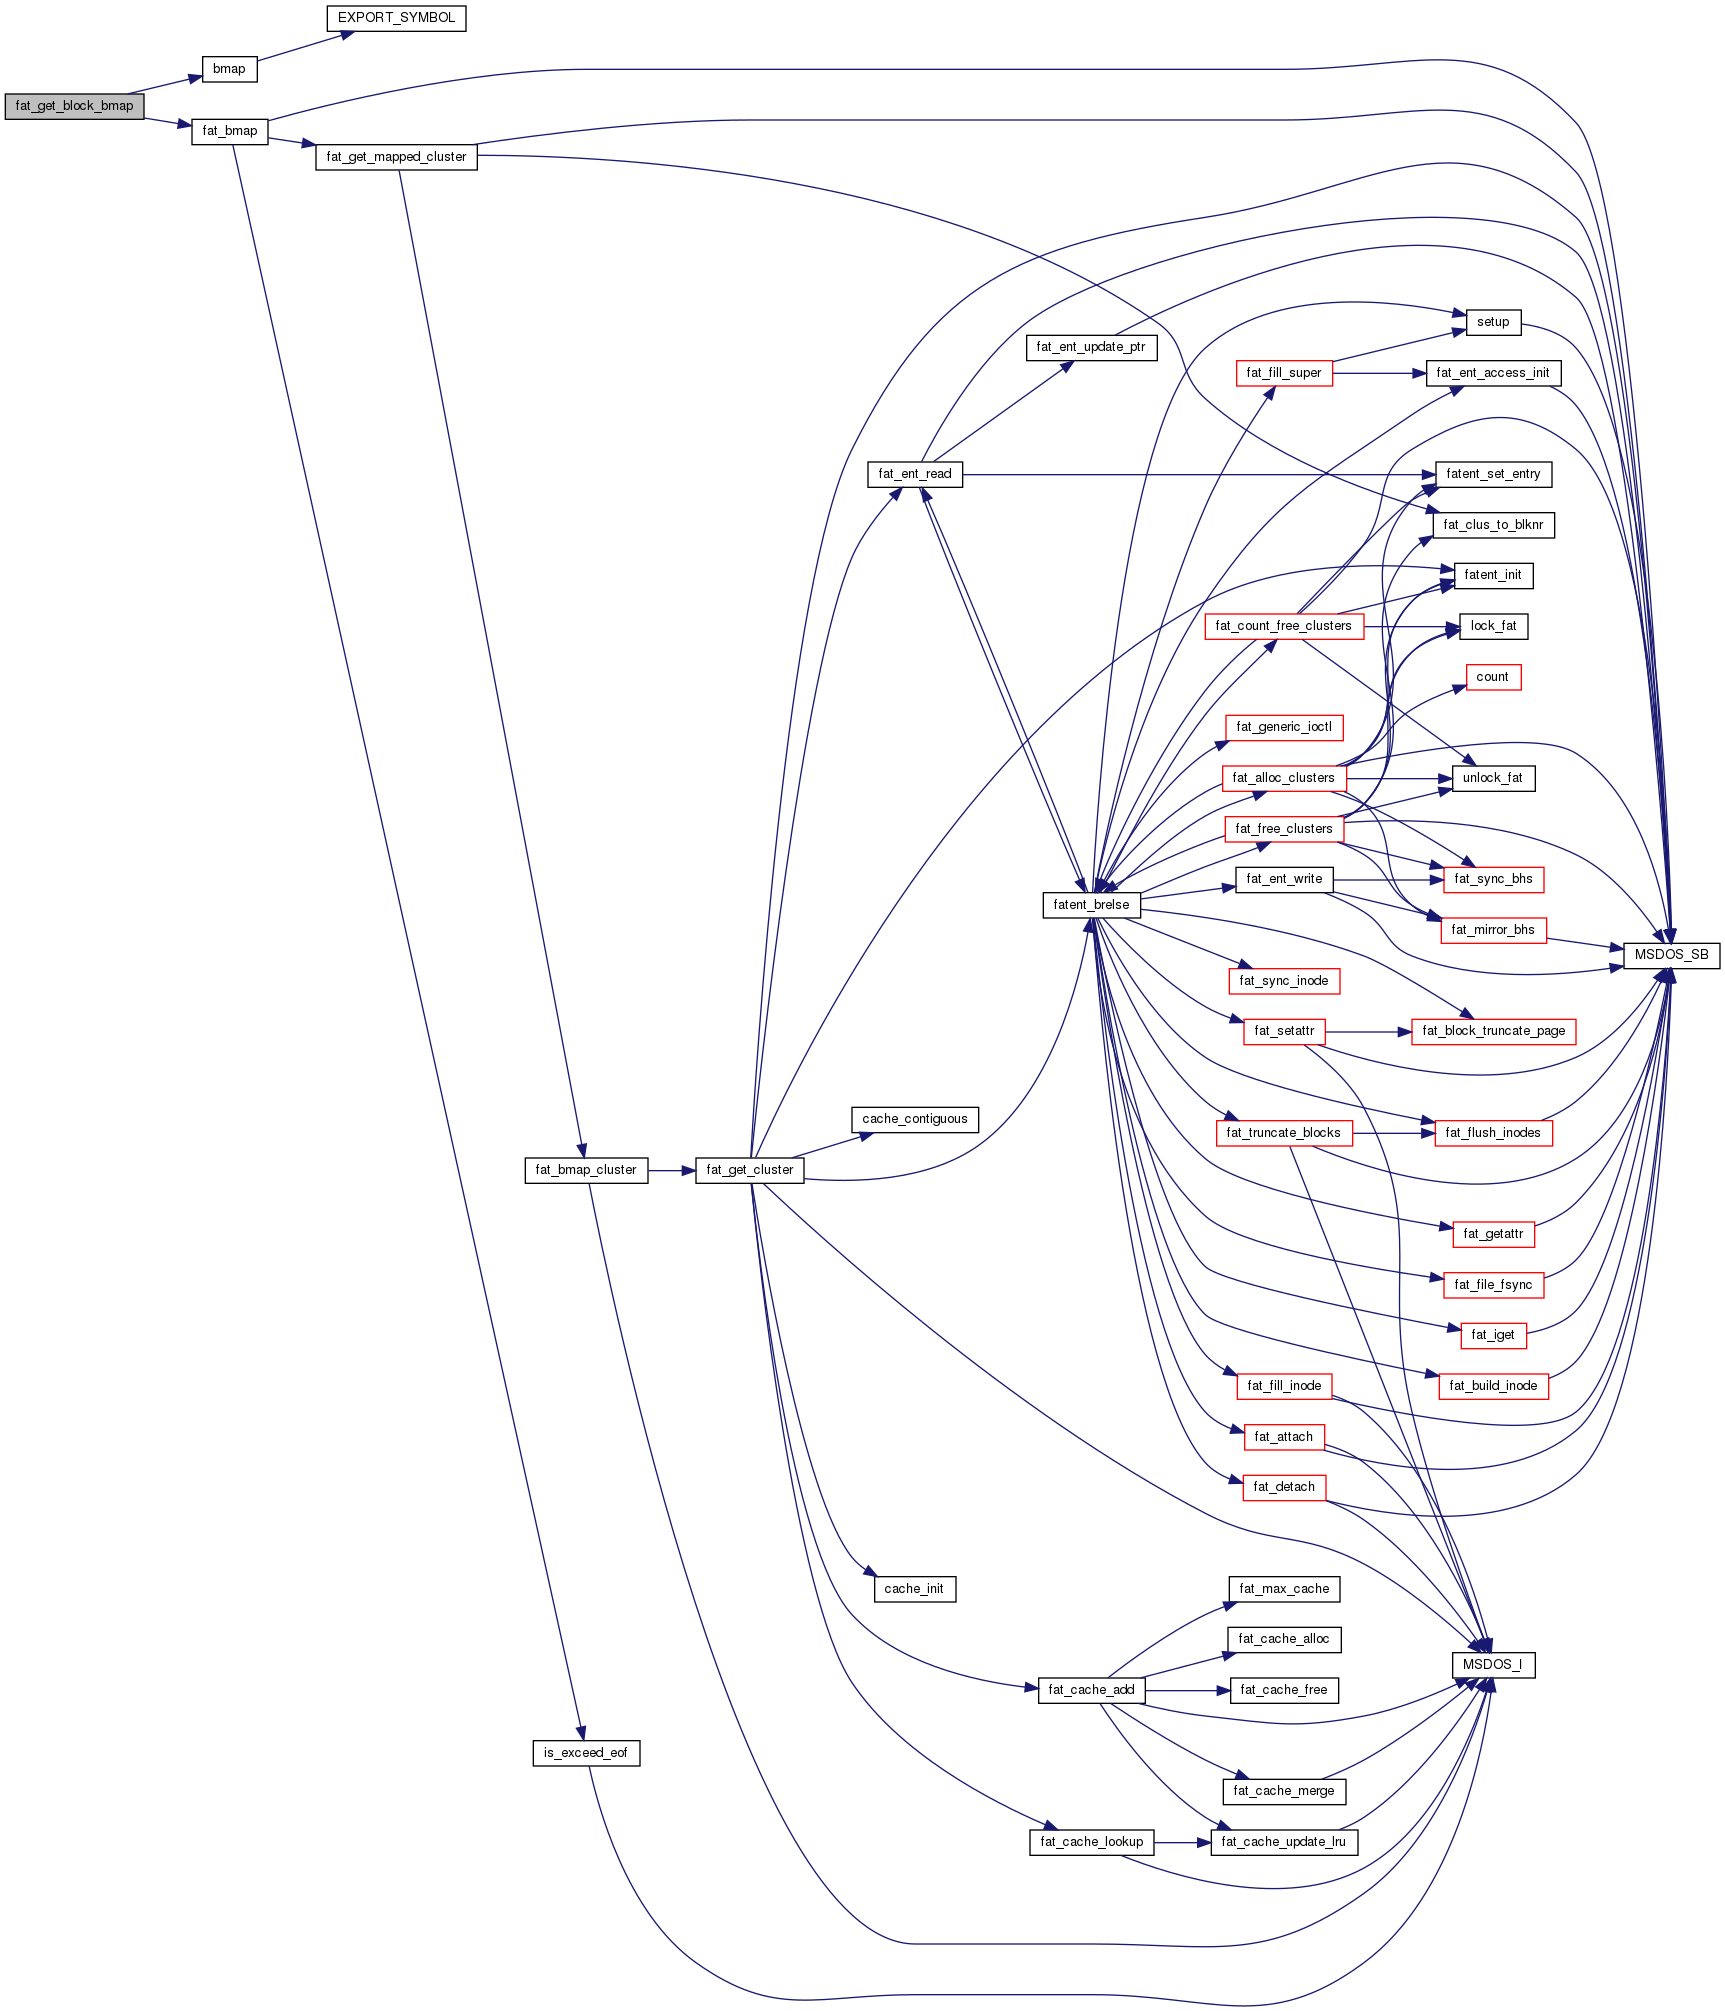 EXPORT_SYMBOL
bmap
fat_get_block_bmap
fat_bmap
fat_get_mapped_cluster
setup
fat_ent_update_ptr
fat_fill_super
fat_ent_access_init
fat_ent_read
fatent_set_entry
fat_clus_to_blknr
fatent_init
fat_count_free_clusters
lock_fat
count
fat_generic_ioctl
fat_alloc_clusters
unlock_fat
fat_free_clusters
fat_ent_write
fat_sync_bhs
fatent_brelse
fat_mirror_bhs
MSDOS_SB
fat_sync_inode
fat_setattr
fat_block_truncate_page
cache_contiguous
fat_truncate_blocks
fat_flush_inodes
fat_bmap_cluster
fat_get_cluster
fat_getattr
fat_file_fsync
fat_iget
fat_fill_inode
fat_build_inode
fat_attach
fat_detach
cache_init
fat_max_cache
fat_cache_alloc
MSDOS_I
fat_cache_add
fat_cache_free
is_exceed_eof
fat_cache_merge
fat_cache_lookup
fat_cache_update_lru